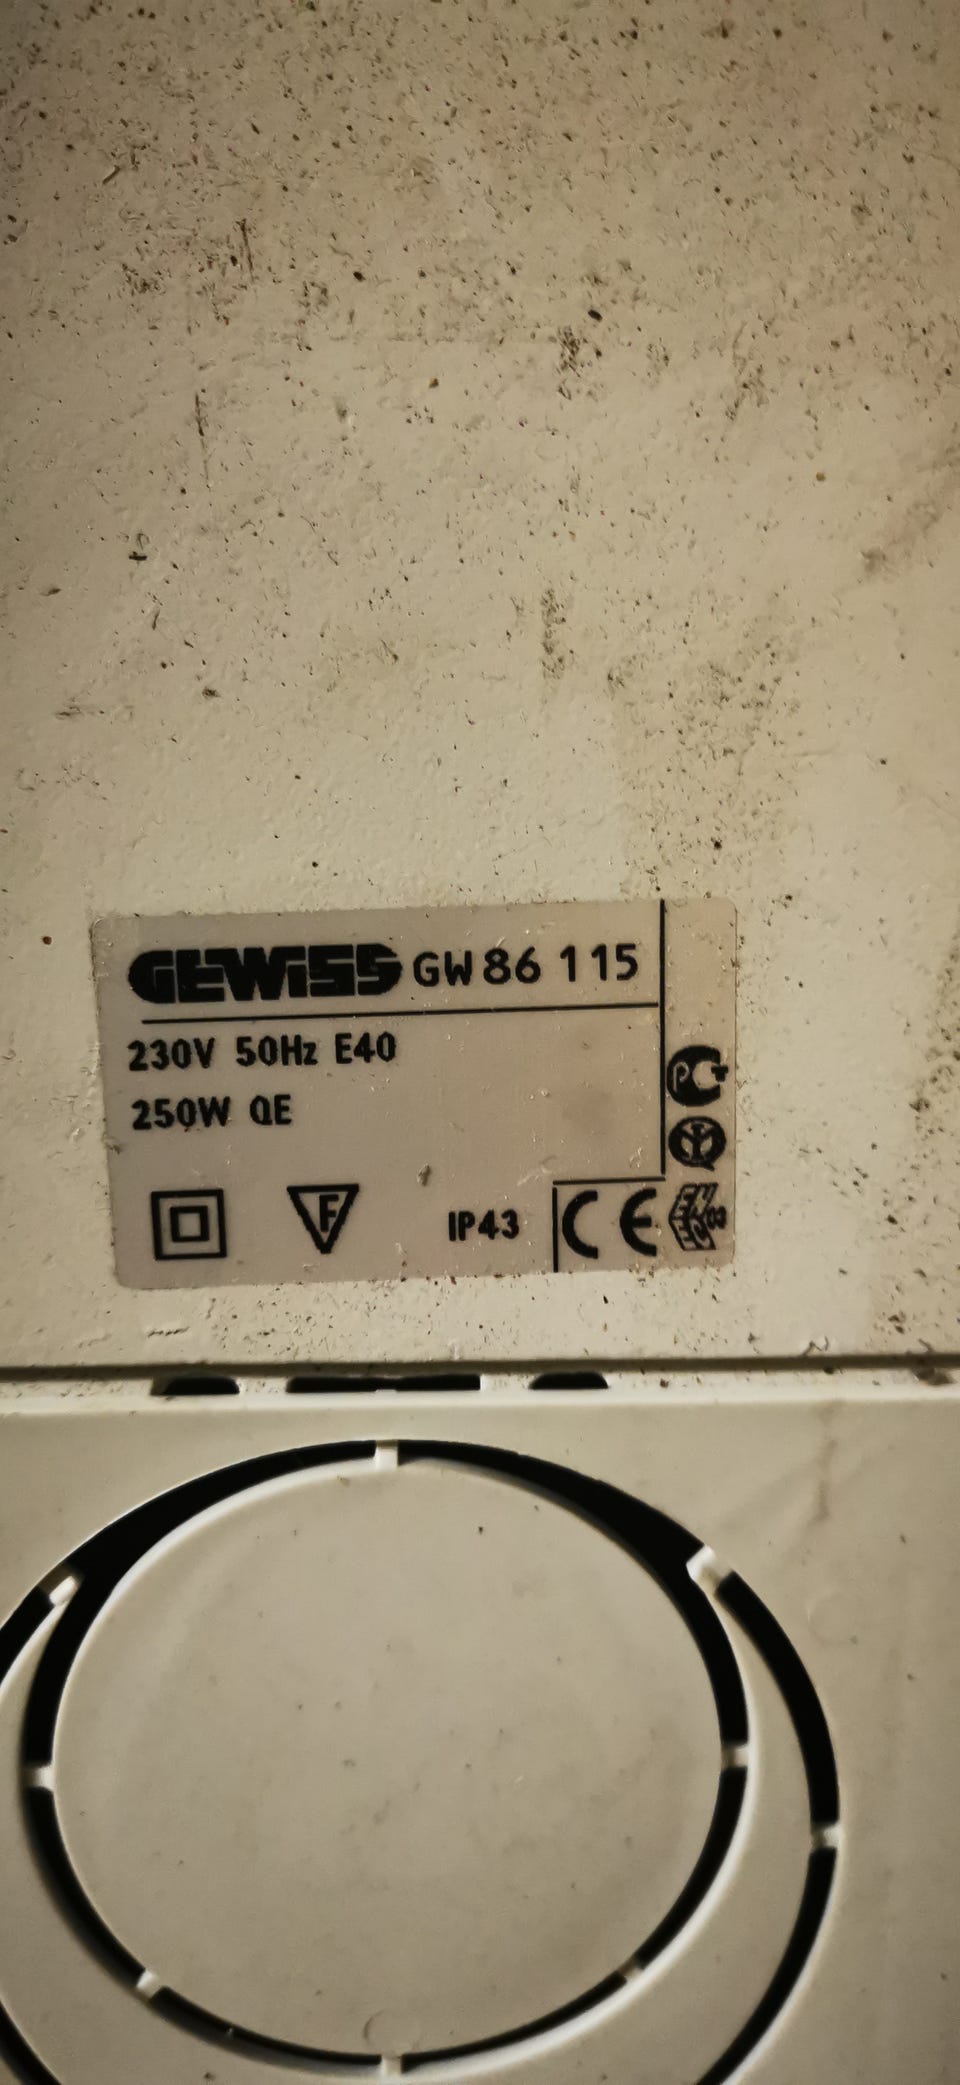 GEWiSS GW 86 115
230V 50Hz E40
250W QE
F
IP43
CE